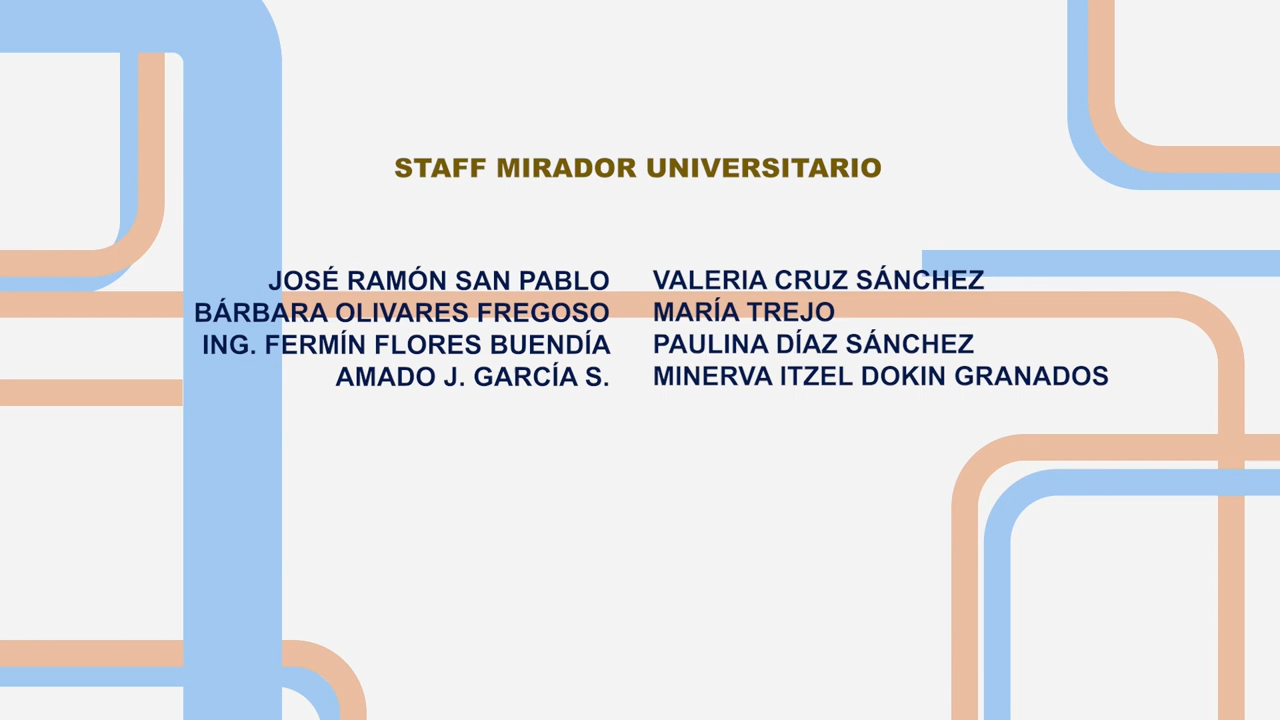 STAFF MIRADOR UNIVERSITARIO
JOSÉ RAMÓN SAN PABLO
BÁRBARA OLIVARES FREGOSO
ING. FERMÍN FLORES BUENDÍA
AMADO J. GARCÍA S.
VALERIA CRUZ SÁNCHEZ
MARÍA TREJO
PAULINA DÍAZ SÁNCHEZ
MINERVA ITZEL DOKIN GRANADOS